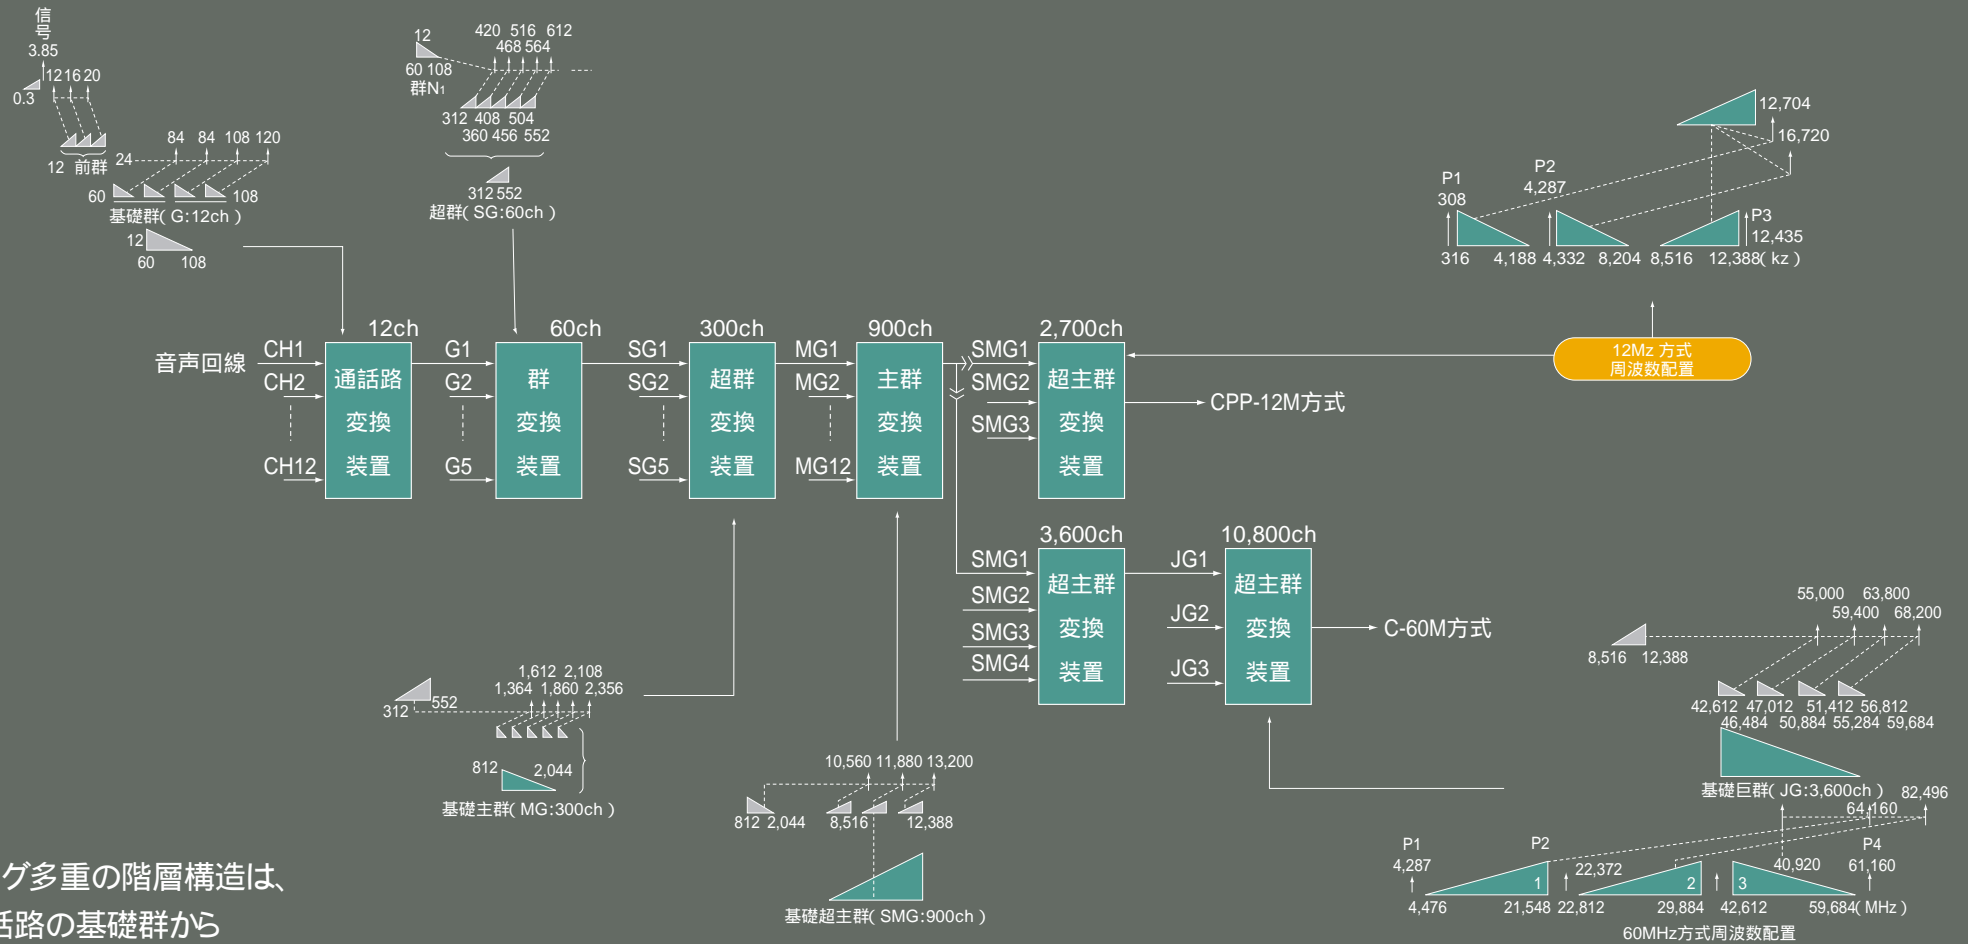 信号
3.85
12 16 20
0.3
12 前群
24
84 84 108 120
60
108
基礎群( G:12ch )
12
60 108
12
60 108
群N1
420 516 612
468 564
312 408 504
360 456 552
312 552
超群( SG:60ch )
12,704
16,720
P1
308
P2
4,287
P3
12,435
316 4,188 4,332 8,204 8,516 12,388( kz )
12Mz 方式
周波数配置
音声回線
CH1
CH2
CH12
12ch
通話路
変換
装置
G1
G2
G5
60ch
群
変換
装置
SG1
SG2
SG5
300ch
超群
変換
装置
MG1
MG2
MG12
900ch
主群
変換
装置
SMG1
SMG2
SMG3
2,700ch
超主群
変換
装置
CPP-12M方式
SMG1
SMG2
SMG3
SMG4
3,600ch
超主群
変換
装置
JG1
JG2
JG3
10,800ch
超主群
変換
装置
C-60M方式
312
552
1,612 2,108
1,364 1,860 2,356
812
2,044
基礎主群( MG:300ch )
10,560 11,880 13,200
812 2,044
8,516
12,388
基礎超主群( SMG:900ch )
55,000 63,800
59,400 68,200
8,516 12,388
42,612 47,012 51,412 56,812
46,484 50,884 55,284 59,684
基礎巨群( JG:3,600ch )
82,496
64,160
P1
4,287
P2
22,372
40,920
P4
61,160
1
2
3
4,476 21,548 22,812 29,884 42,612 59,684( MHz )
60MHz方式周波数配置
グ多重の階層構造は、
話路の基礎群から